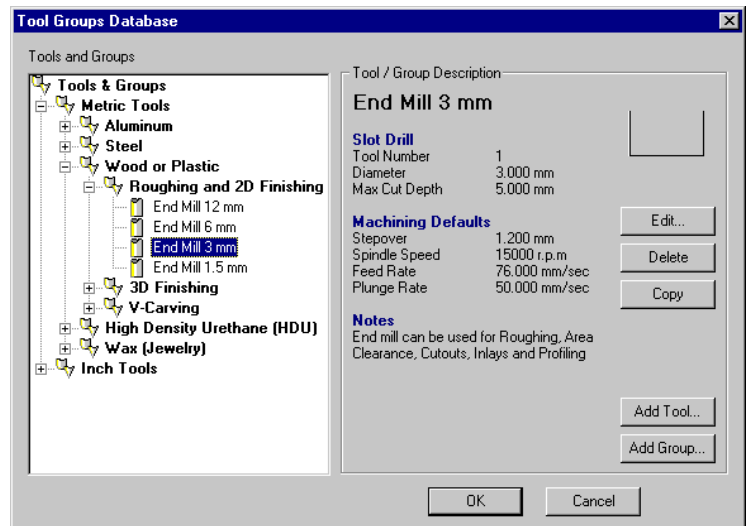 Tool Groups Database
Tools and Groups
Tools & Groups
Metric Tools
Aluminum
Steel
Wood or Plastic
Roughing and 2D Finishing
End Mill 12 mm
End Mill 6 mm
End Mill 3 mm
End Mill 1.5 mm
3D Finishing
V-Carving
High Density Urethane (HDU)
Wax (Jewelry)
Inch Tools
Tool / Group Description
End Mill 3 mm
Slot Drill
Tool Number 1
Diameter 3.000 mm
Max Cut Depth 5.000 mm
Machining Defaults
Stepover 1.200 mm
Spindle Speed 15000 r.p.m
Feed Rate 76.000 mm/sec
Plunge Rate 50.000 mm/sec
Notes
End mill can be used for Roughing, Area
Clearance, Cutouts, Inlays and Profiling
Edit...
Delete
Copy
Add Tool...
Add Group...
OK Cancel